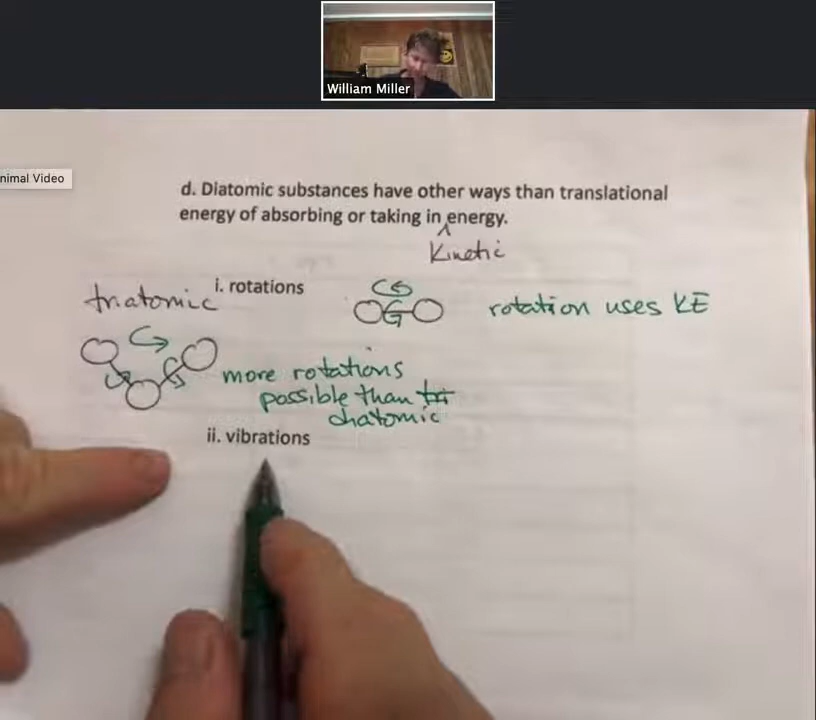 William Miller
nimal Video
d. Diatomic substances have other ways than translational
energy of absorbing or taking in energy.
Kinetic
triatomic
i. rotations
rotation uses KE
more rotations
possible than tri
diatomic
ii. vibrations